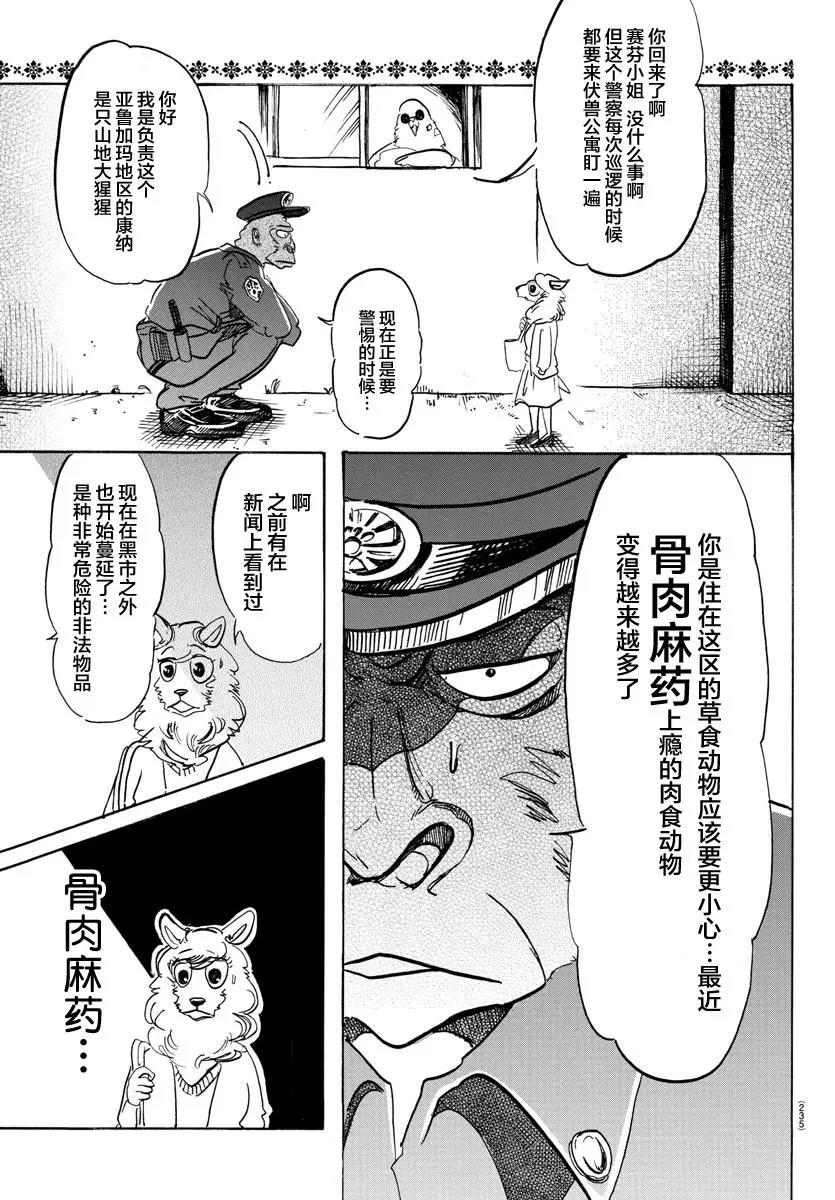 你回来了啊
赛芬小姐 没什么事啊
但这个警察每次巡逻的时候
都要来伏兽公寓盯一遍
你好
我是负责这个
亚鲁加玛地区的康纳
是只山地大猩猩
现在正是要
警惕的时候…
你是住在这区的草食动物应该要更小心…最近
骨肉麻药上瘾的肉食动物
变得越来越多了
啊
之前有在
新闻上看到过
现在在黑市之外
也开始蔓延了…
是种非常危险的非法物品
骨肉麻药…
(235)